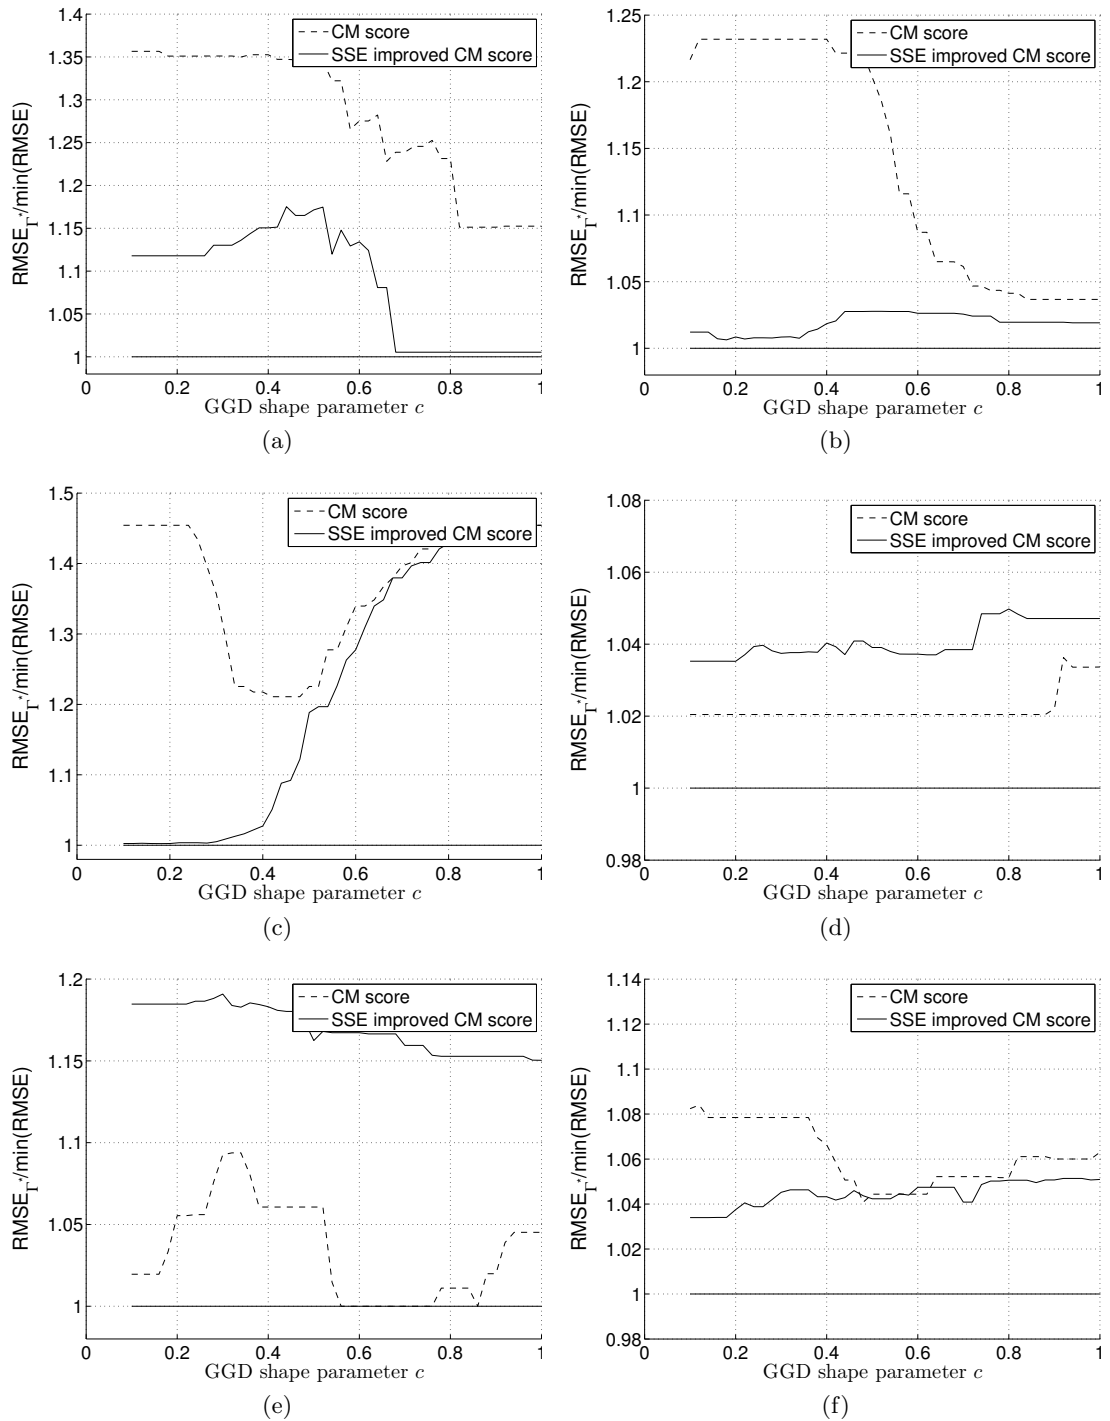 1.4
1.35
1.3
1.25
1.2
1.15
1.1
1.05
1
0 0.2 0.4 0.6 0.8 1
RMSE_Γ*/min(RMSE)
CM score
SSE improved CM score
GGD shape parameter c
(a)
1.25
1.2
1.15
1.1
1.05
1
0 0.2 0.4 0.6 0.8 1
RMSE_Γ*/min(RMSE)
CM score
SSE improved CM score
GGD shape parameter c
(b)
1.5
1.4
1.3
1.2
1.1
1
0 0.2 0.4 0.6 0.8 1
RMSE_Γ*/min(RMSE)
CM score
SSE improved CM score
GGD shape parameter c
(c)
1.08
1.06
1.04
1.02
1
0.98
0 0.2 0.4 0.6 0.8 1
RMSE_Γ*/min(RMSE)
CM score
SSE improved CM score
GGD shape parameter c
(d)
1.2
1.15
1.1
1.05
1
0 0.2 0.4 0.6 0.8 1
RMSE_Γ*/min(RMSE)
CM score
SSE improved CM score
GGD shape parameter c
(e)
1.14
1.12
1.1
1.08
1.06
1.04
1.02
1
0.98
0 0.2 0.4 0.6 0.8 1
RMSE_Γ*/min(RMSE)
CM score
SSE improved CM score
GGD shape parameter c
(f)